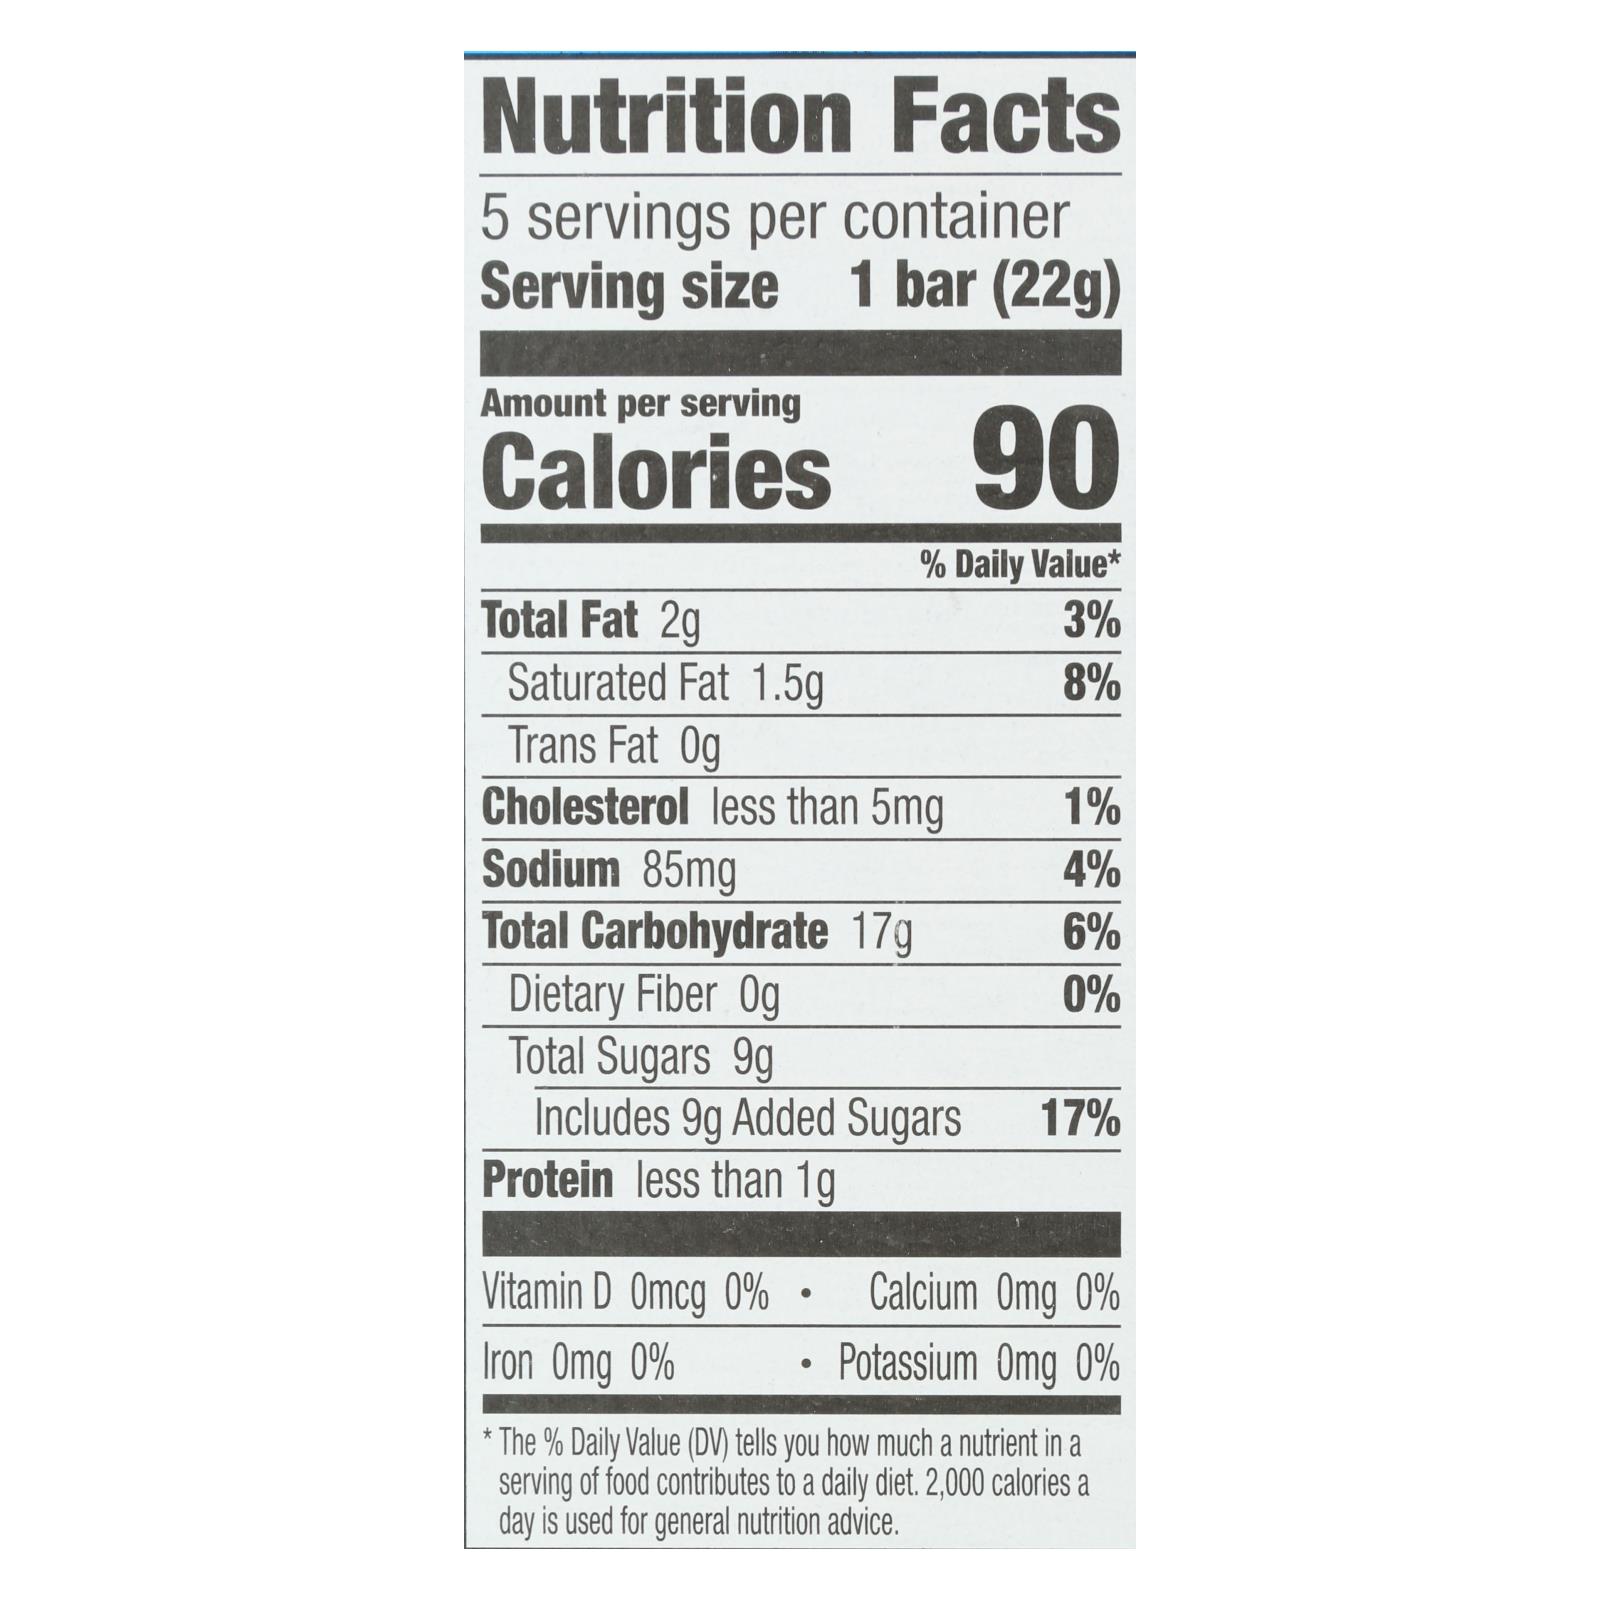 Nutrition Facts
5 servings per container
Serving size 1 bar (22g)
Amount per serving
Calories 90
% Daily Value*
Total Fat 2g 3%
Saturated Fat 1.5g 8%
Trans Fat 0g
Cholesterol less than 5mg 1%
Sodium 85mg 4%
Total Carbohydrate 17g 6%
Dietary Fiber 0g 0%
Total Sugars 9g
Includes 9g Added Sugars 17%
Protein less than 1g
Vitamin D 0mcg 0% • Calcium 0mg 0%
Iron 0mg 0% • Potassium 0mg 0%
* The % Daily Value (DV) tells you how much a nutrient in a
serving of food contributes to a daily diet. 2,000 calories a
day is used for general nutrition advice.